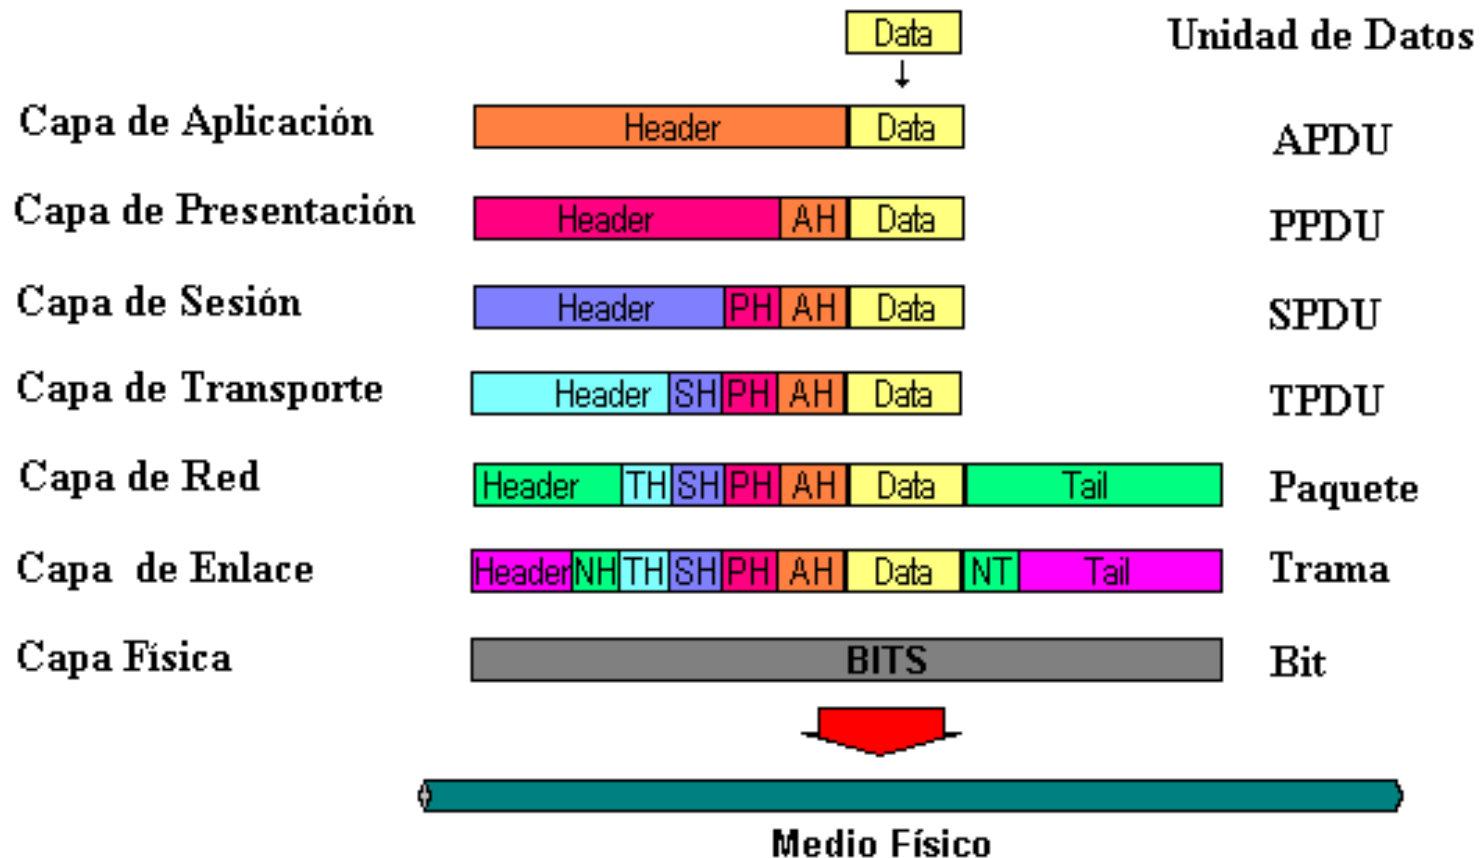 Data Unidad de Datos
Capa de Aplicación Header Data APDU
Capa de Presentación Header AH Data PPDU
Capa de Sesión Header PH AH Data SPDU
Capa de Transporte Header SH PH AH Data TPDU
Capa de Red Header TH SH PH AH Data Tail Paquete
Capa de Enlace Header NH TH SH PH AH Data NT Tail Trama
Capa Física BITS Bit
Medio Físico